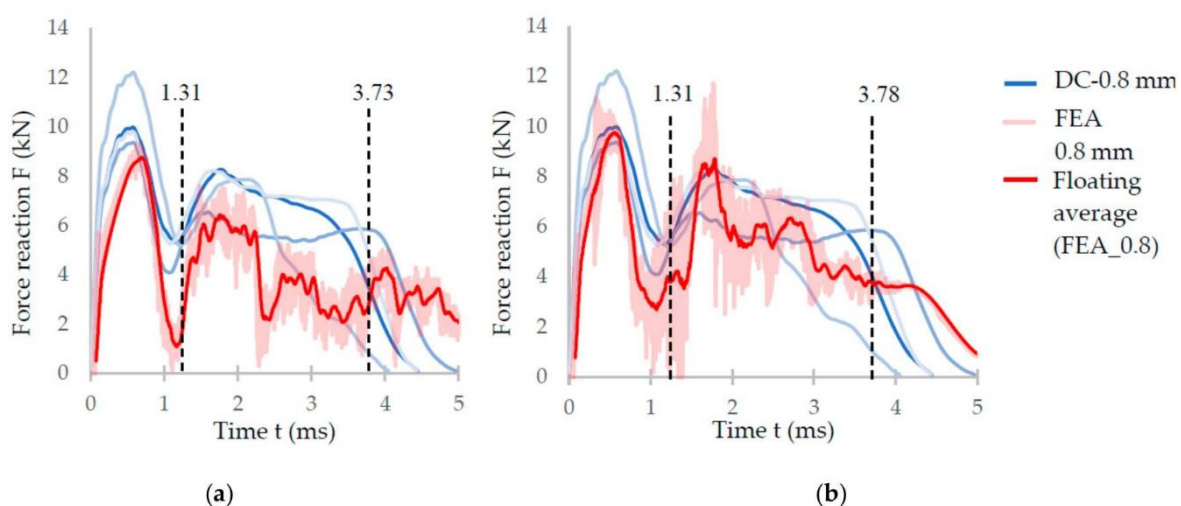 14
12
10
8
6
4
2
0
Force reaction F (kN)
1.31
3.73
0 1 2 3 4 5
Time t (ms)
(a)
14
12
10
8
6
4
2
0
Force reaction F (kN)
1.31
3.78
0 1 2 3 4 5
Time t (ms)
(b)
DC-0.8 mm
FEA
0.8 mm
Floating
average
(FEA_0.8)